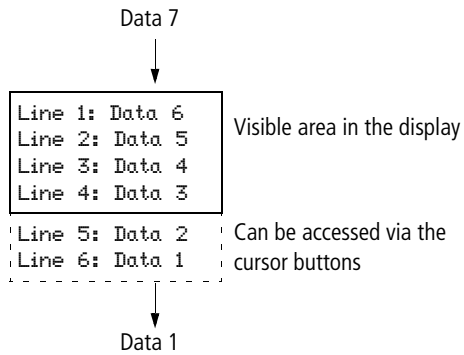 Data 7
Line 1: Data 6
Line 2: Data 5
Line 3: Data 4
Line 4: Data 3
Visible area in the display
Line 5: Data 2
Line 6: Data 1
Can be accessed via the
cursor buttons
Data 1